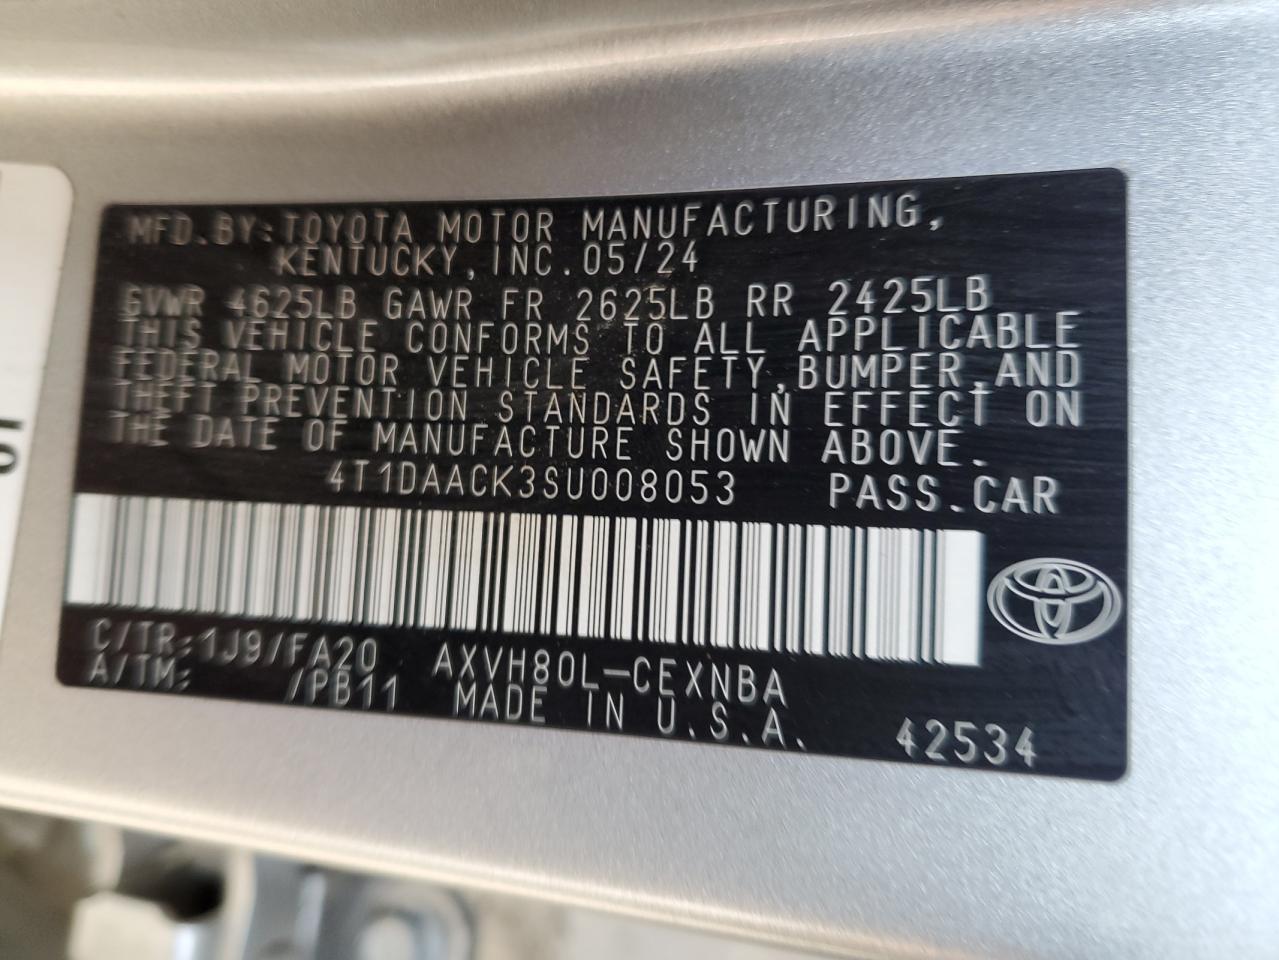 MFD.BY:TOYOTA MOTOR MANUFACTURING,
KENTUCKY,INC.05/24
GVWR 4625LB GAWR FR 2625LB RR 2425LB
THIS VEHICLE CONFORMS TO ALL APPLICABLE
FEDERAL MOTOR VEHICLE SAFETY,BUMPER,AND
THEFT PREVENTION STANDARDS IN EFFECT ON
THE DATE OF MANUFACTURE SHOWN ABOVE.
4T1DAACK3SU008053 PASS.CAR
C/TR:1J9/FA20 AXVH80L-CEXNBA
A/TM: /PB11 MADE IN U.S.A. 42534